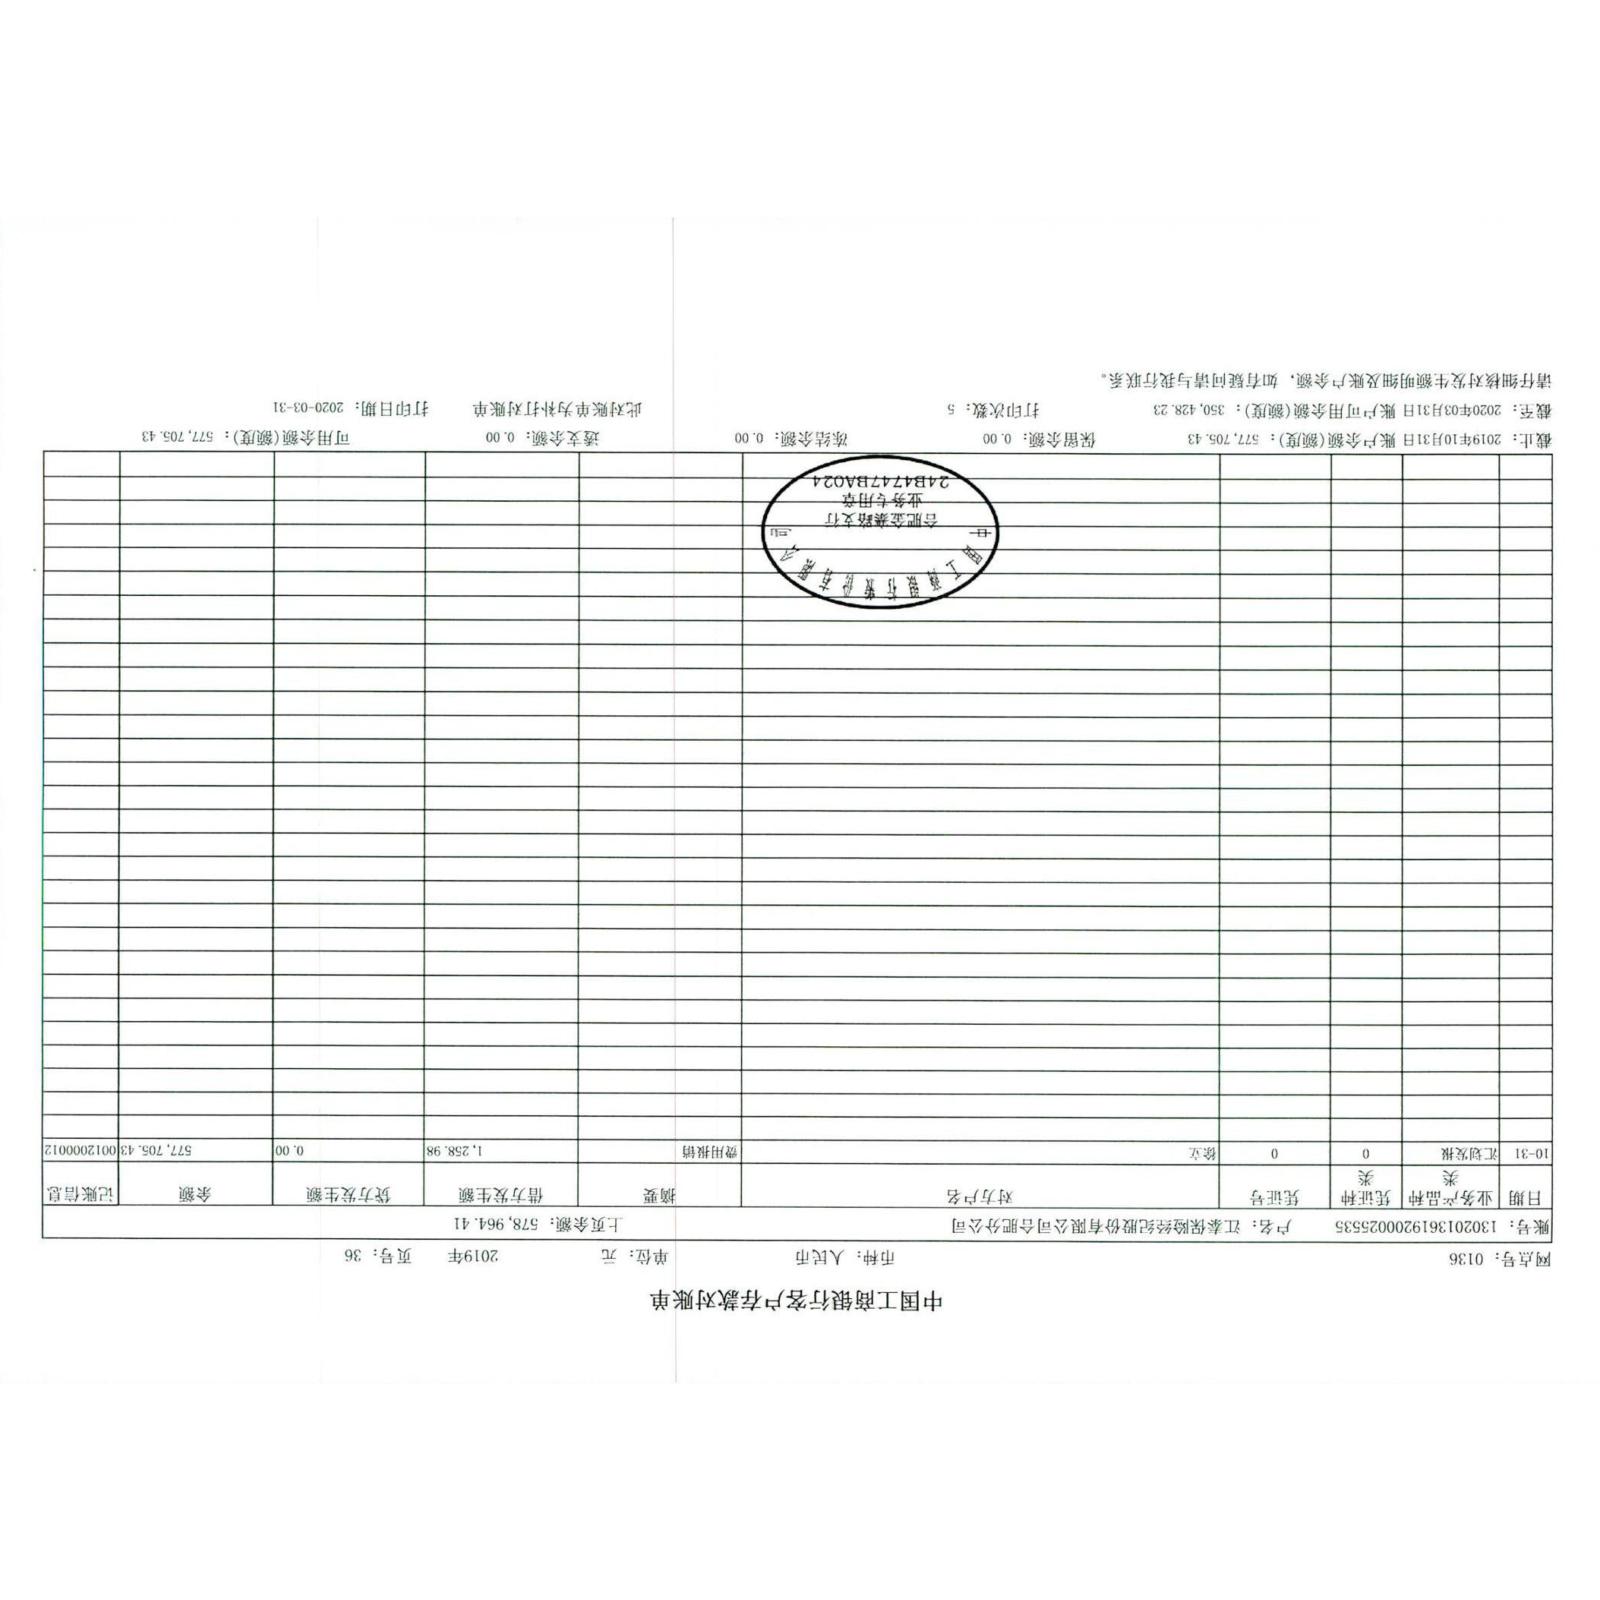 中国工商银行客户存款对账单
网点号：0136 币种：人民币 单位：元 2019年 页号：36
账号：1302013619200025535 户名：江泰保险经纪股份有限公司合肥分公司 上页余额：578,964.41
日期 业务产品种类 凭证种类 凭证号 对方户名 摘要 借方发生额 贷方发生额 余额 记账信息
10-31 汇划发报 0 0 徐立 费用报销 1,258.98 0.00 577,705.43 0012000012
中国工商银行股份有限公司
合肥金寨路支行
业务专用章
24B4747BA024
截止：2019年10月31日 账户余额(额度)：577,705.43 保留余额：0.00 冻结余额：0.00 透支余额：0.00 可用余额(额度)：577,705.43
截至：2020年03月31日 账户可用余额(额度)：350,428.23 打印次数：5 此对账单为补打对账单 打印日期：2020-03-31
请仔细核对发生额明细及账户余额，如有疑问请与我行联系。